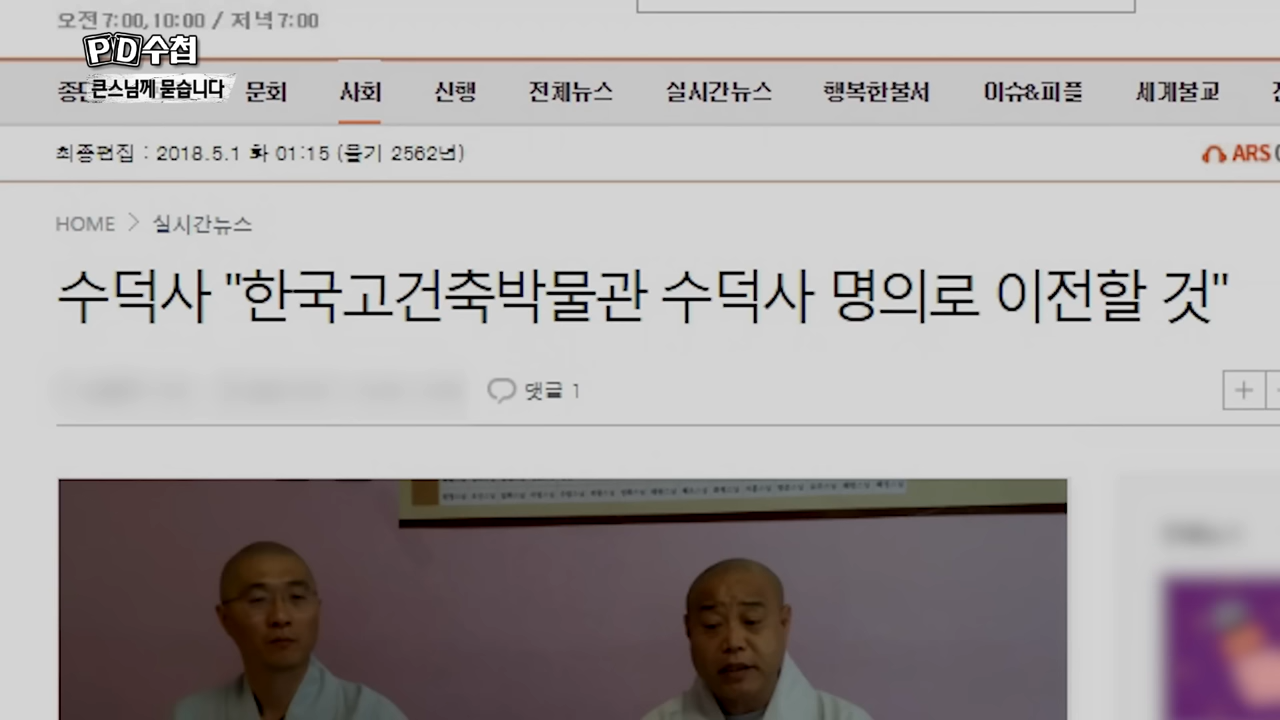 오전 7:00, 10:00 / 저녁 7:00
PD수첩
큰스님께 묻습니다
문화 사회 신행 전체뉴스 실시간뉴스 행복한불서 이슈&피플 세계불교
최종편집 : 2018.5.1 화 01:15 (불기 2562년)
ARS
HOME > 실시간뉴스
수덕사 "한국고건축박물관 수덕사 명의로 이전할 것"
댓글 1